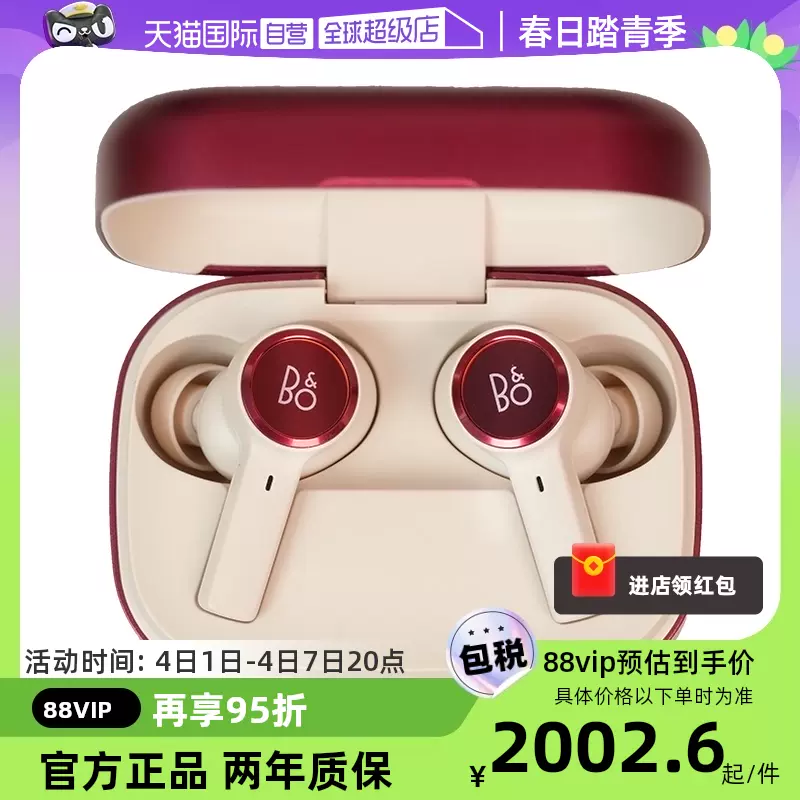 天猫国际 自营 全球超级店 | 春日踏青季
B&O
B&O
进店领红包
活动时间: 4日1日-4日7日20点
包税
88vip预估到手价
具体价格以下单时为准
88VIP 再享95折
官方正品 两年质保
¥2002.6起/件